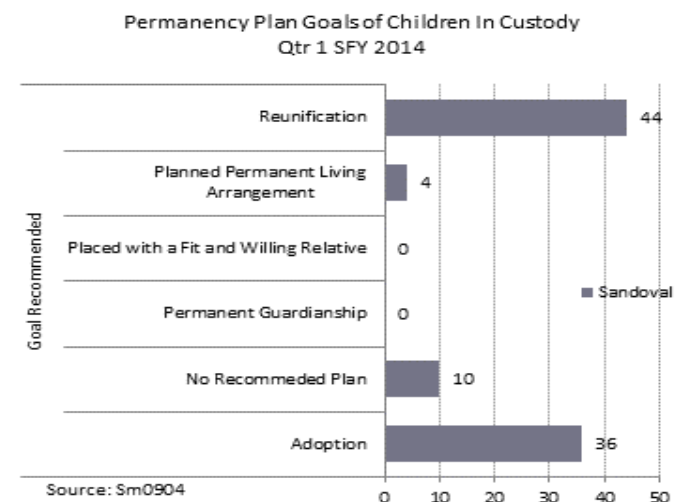 Permanency Plan Goals of Children In Custody
Qtr 1 SFY 2014
Goal Recommended
Reunification
44
Planned Permanent Living
Arrangement
4
Placed with a Fit and Willing Relative
0
Permanent Guardianship
0
Sandoval
No Recommeded Plan
10
Adoption
36
0 10 20 30 40 50
Source: Sm0904